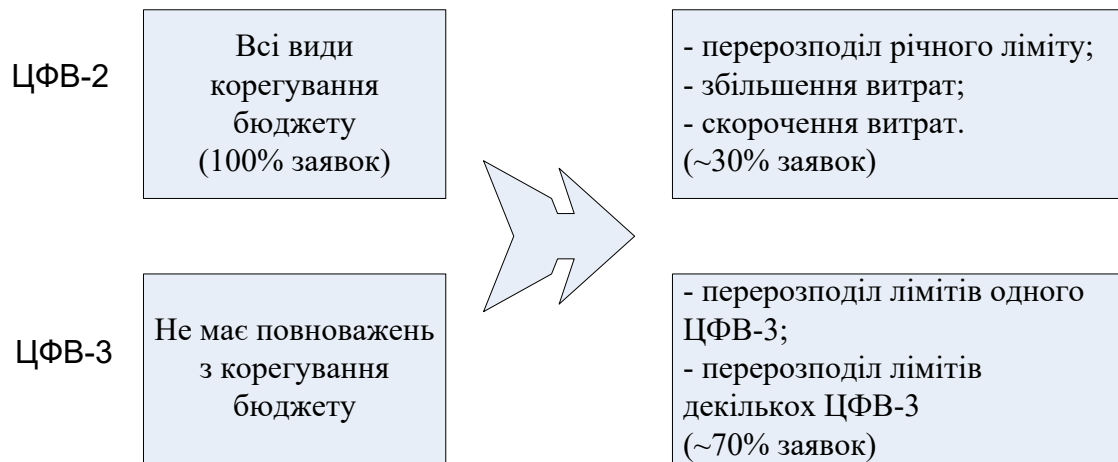 ЦФВ-2
Всі види
корегування
бюджету
(100% заявок)
- перерозподіл річного ліміту;
- збільшення витрат;
- скорочення витрат.
(~30% заявок)
ЦФВ-3
Не має повноважень
з корегування
бюджету
- перерозподіл лімітів одного
ЦФВ-3;
- перерозподіл лімітів
декількох ЦФВ-3
(~70% заявок)